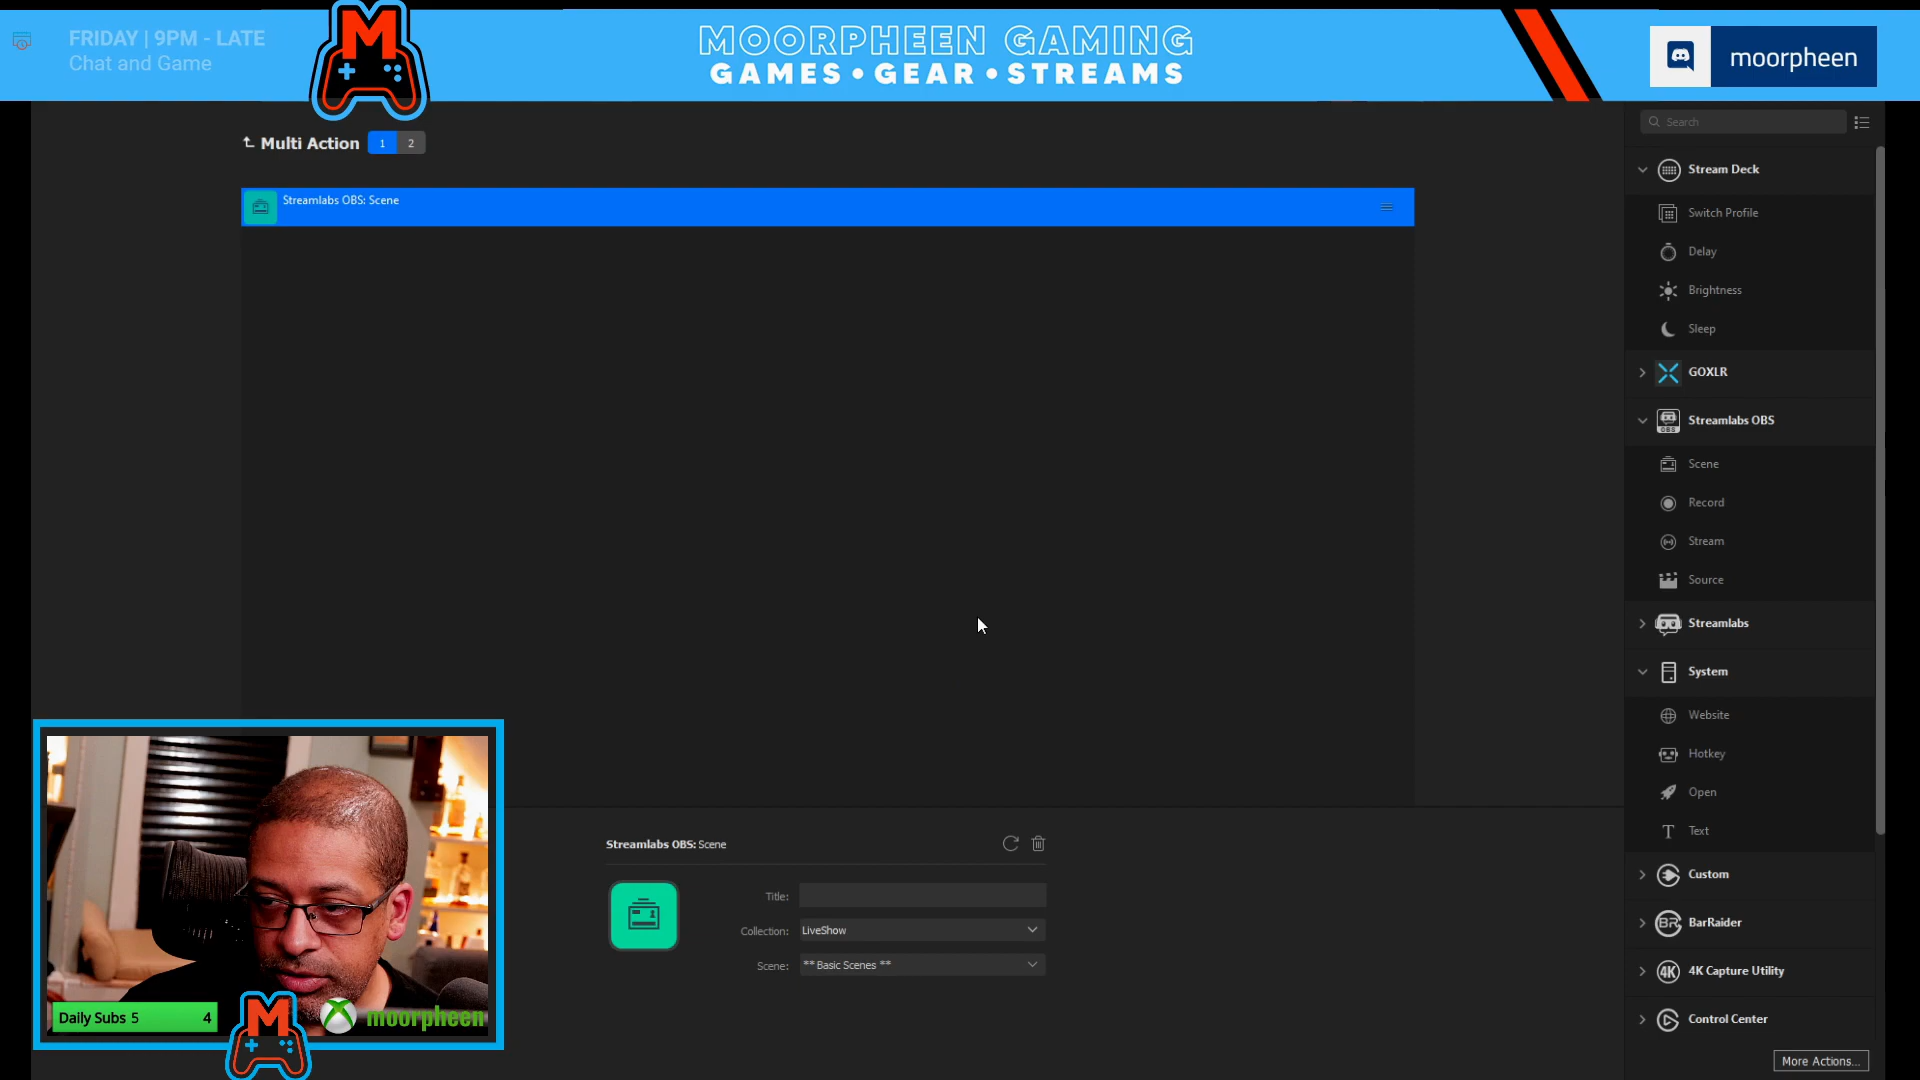 FRIDAY | 9PM - LATE
Chat and Game
M
MOORPHEEN GAMING
GAMES • GEAR • STREAMS
moorpheen
Multi Action
1
2
Search
Streamlabs OBS: Scene
Stream Deck
Switch Profile
Delay
Brightness
Sleep
GOXLR
Streamlabs OBS
Scene
Record
Stream
Source
Streamlabs
System
Website
Hotkey
Open
Text
Custom
BR
BarRaider
4K
4K Capture Utility
Control Center
More Actions...
Streamlabs OBS: Scene
Title:
Collection:
LiveShow
Scene:
** Basic Scenes **
Daily Subs 5
4
M
moorpheen